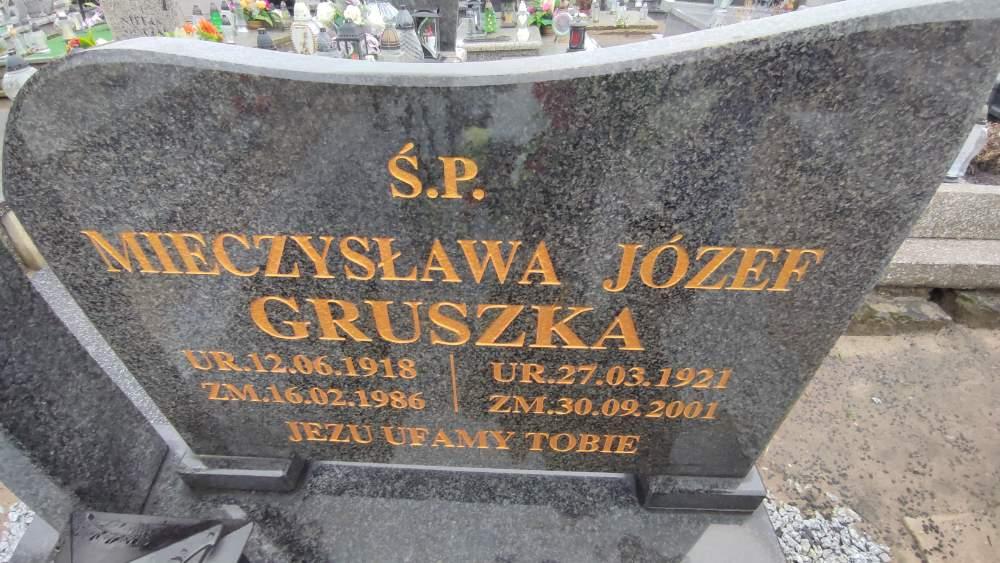 Ś.P.
MIECZYSŁAWA JÓZEF
GRUSZKA
UR.12.06.1918 UR.27.03.1921
ZM.16.02.1986 ZM.30.09.2001
JEZU UFAMY TOBIE